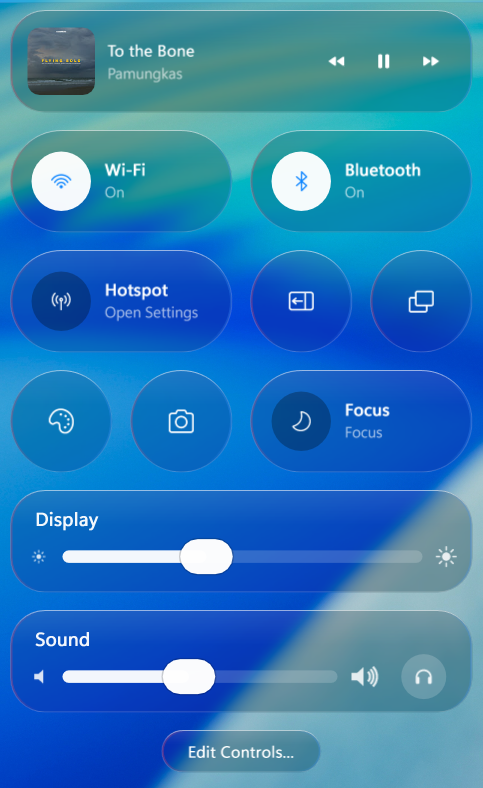 To the Bone
Pamungkas
Wi-Fi
On
Bluetooth
On
Hotspot
Open Settings
Focus
Focus
Display
Sound
Edit Controls...